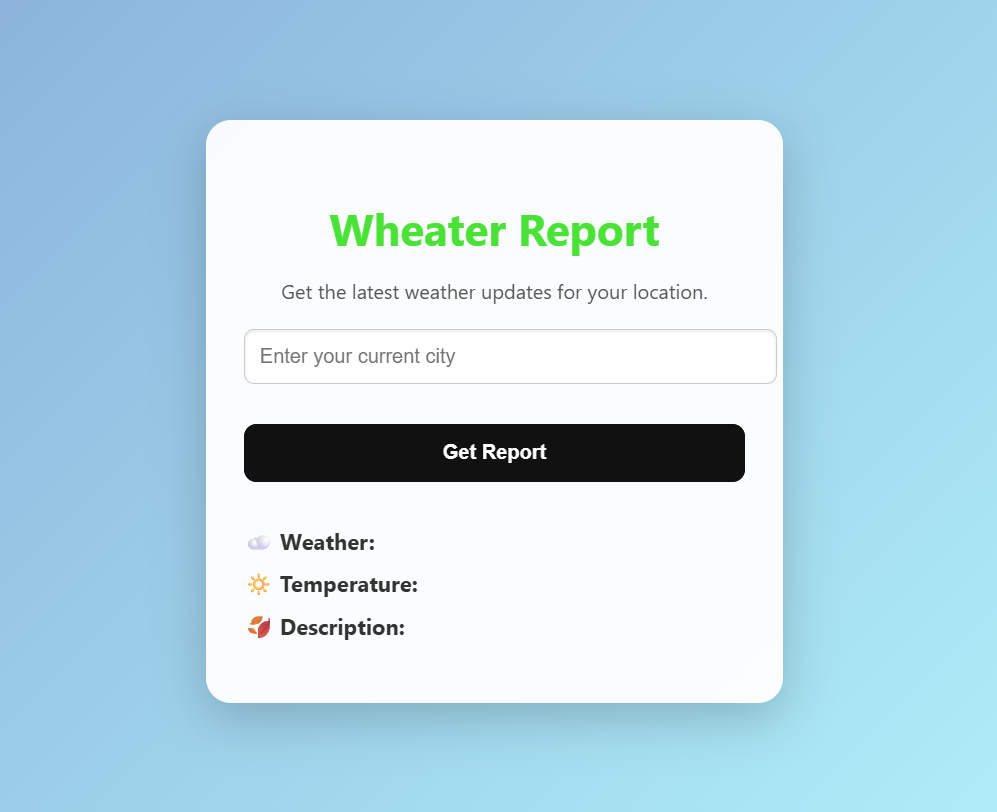 Wheater Report
Get the latest weather updates for your location.
Enter your current city
Get Report
Weather:
Temperature:
Description: